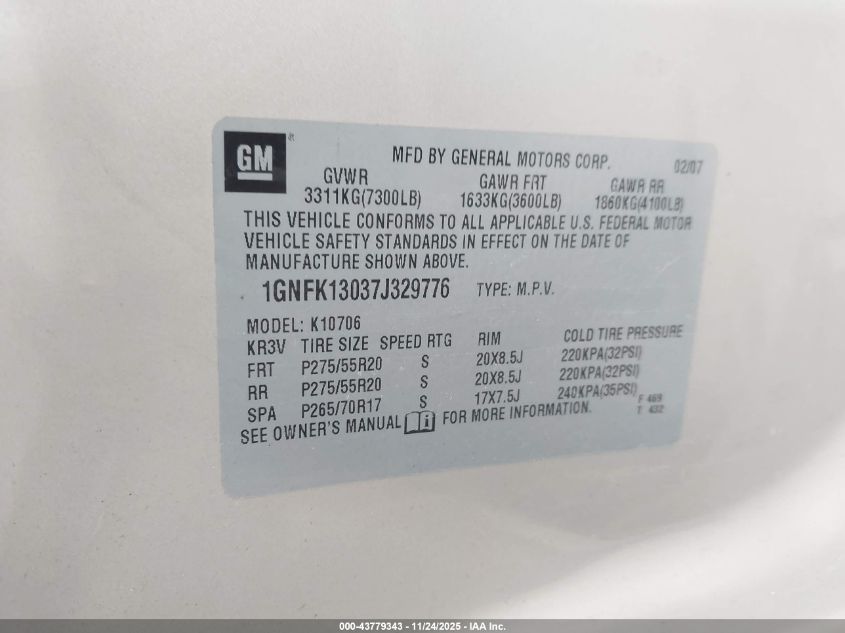 GM
MFD BY GENERAL MOTORS CORP. 02/07
GVWR GAWR FRT GAWR RR
3311KG(7300LB) 1633KG(3600LB) 1860KG(4100LB)
THIS VEHICLE CONFORMS TO ALL APPLICABLE U.S. FEDERAL MOTOR
VEHICLE SAFETY STANDARDS IN EFFECT ON THE DATE OF
MANUFACTURE SHOWN ABOVE.
1GNFK13037J329776 TYPE: M.P.V.
MODEL: K10706
KR3V TIRE SIZE SPEED RTG RIM COLD TIRE PRESSURE
FRT P275/55R20 S 20X8.5J 220KPA(32PSI)
RR P275/55R20 S 20X8.5J 220KPA(32PSI)
SPA P265/70R17 S 17X7.5J 240KPA(35PSI)
F 469
T 432
SEE OWNER'S MANUAL i FOR MORE INFORMATION.
000-43779343 - 11/24/2025 - IAA Inc.